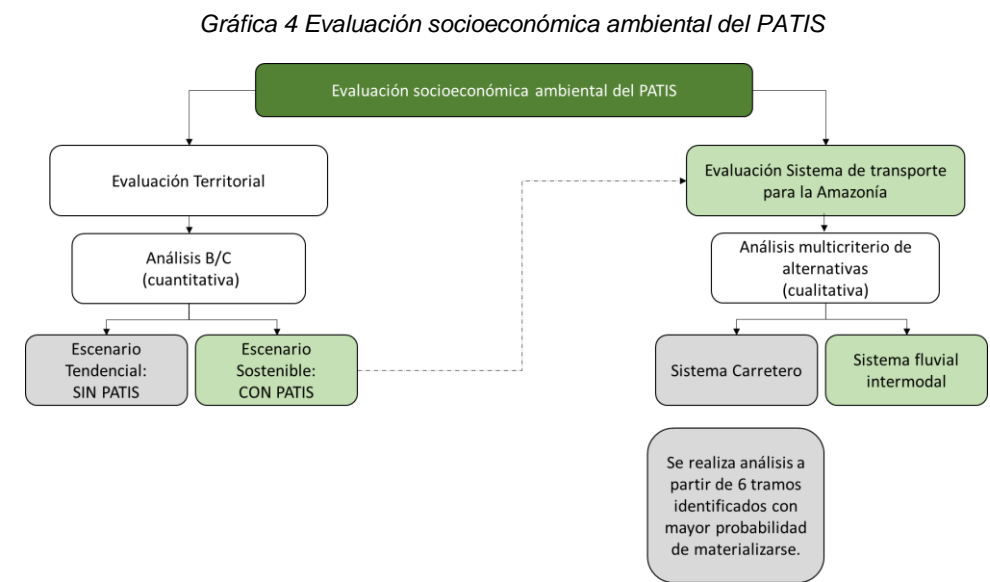 Gráfica 4 Evaluación socioeconómica ambiental del PATIS
Evaluación socioeconómica ambiental del PATIS
Evaluación Territorial
Evaluación Sistema de transporte
para la Amazonía
Análisis B/C
(cuantitativa)
Análisis multicriterio de
alternativas
(cualitativa)
Escenario
Tendencial:
SIN PATIS
Escenario
Sostenible:
CON PATIS
Sistema Carretero
Sistema fluvial
intermodal
Se realiza análisis a
partir de 6 tramos
identificados con
mayor probabilidad
de materializarse.